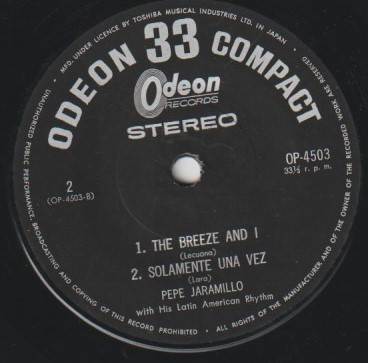 MFD. UNDER LICENCE BY TOSHIBA MUSICAL INDUSTRIES LTD. IN JAPAN. • ALL RIGHTS OF THE MANUFACTURER AND OF THE OWNER OF THE RECORDED WORK ARE RESERVED
UNAUTHORIZED PUBLIC PERFORMANCE, BROADCASTING AND COPYING OF THIS RECORD PROHIBITED •
ODEON 33 COMPACT
Odeon
RECORDS
STEREO
2
(OP-4503-B)
OP-4503
33⅓ r. p. m.
1. THE BREEZE AND I
(Lecuona)
2. SOLAMENTE UNA VEZ
(Lara)
PEPE JARAMILLO
with His Latin American Rhythm